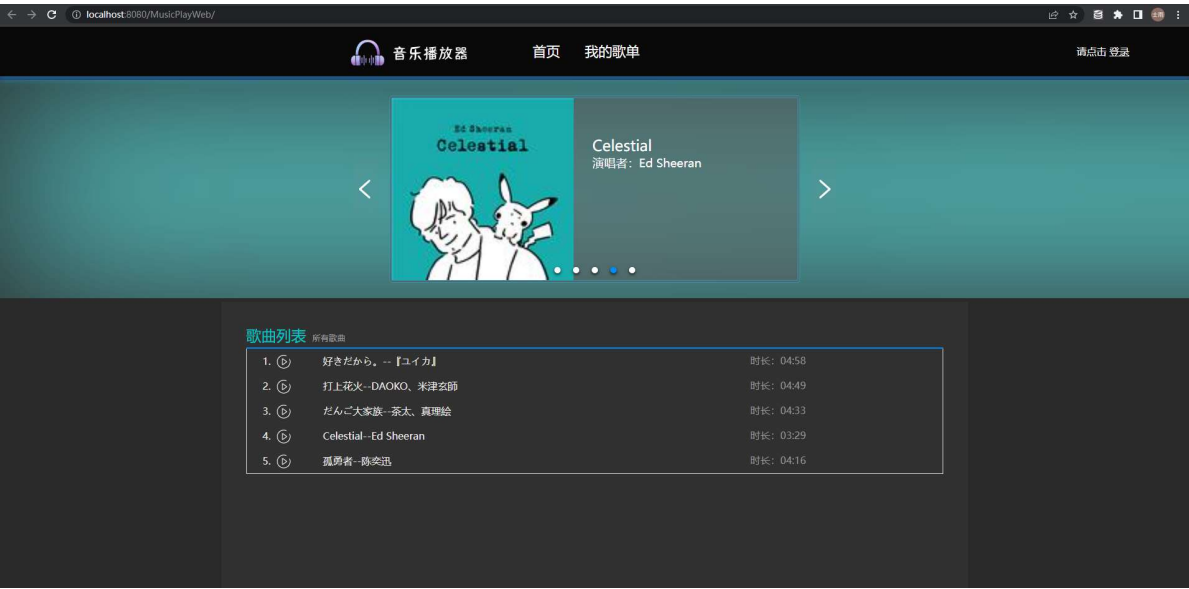 localhost:8080/MusicPlayWeb/
音乐播放器 首页 我的歌单 请点击 登录
Ed Sheeran
Celestial
Celestial
演唱者：Ed Sheeran
歌曲列表 所有歌曲
1. 好きだから。--『ユイカ』 时长：04:58
2. 打上花火--DAOKO、米津玄師 时长：04:49
3. だんご大家族--茶太、真理絵 时长：04:33
4. Celestial--Ed Sheeran 时长：03:29
5. 孤勇者--陈奕迅 时长：04:16